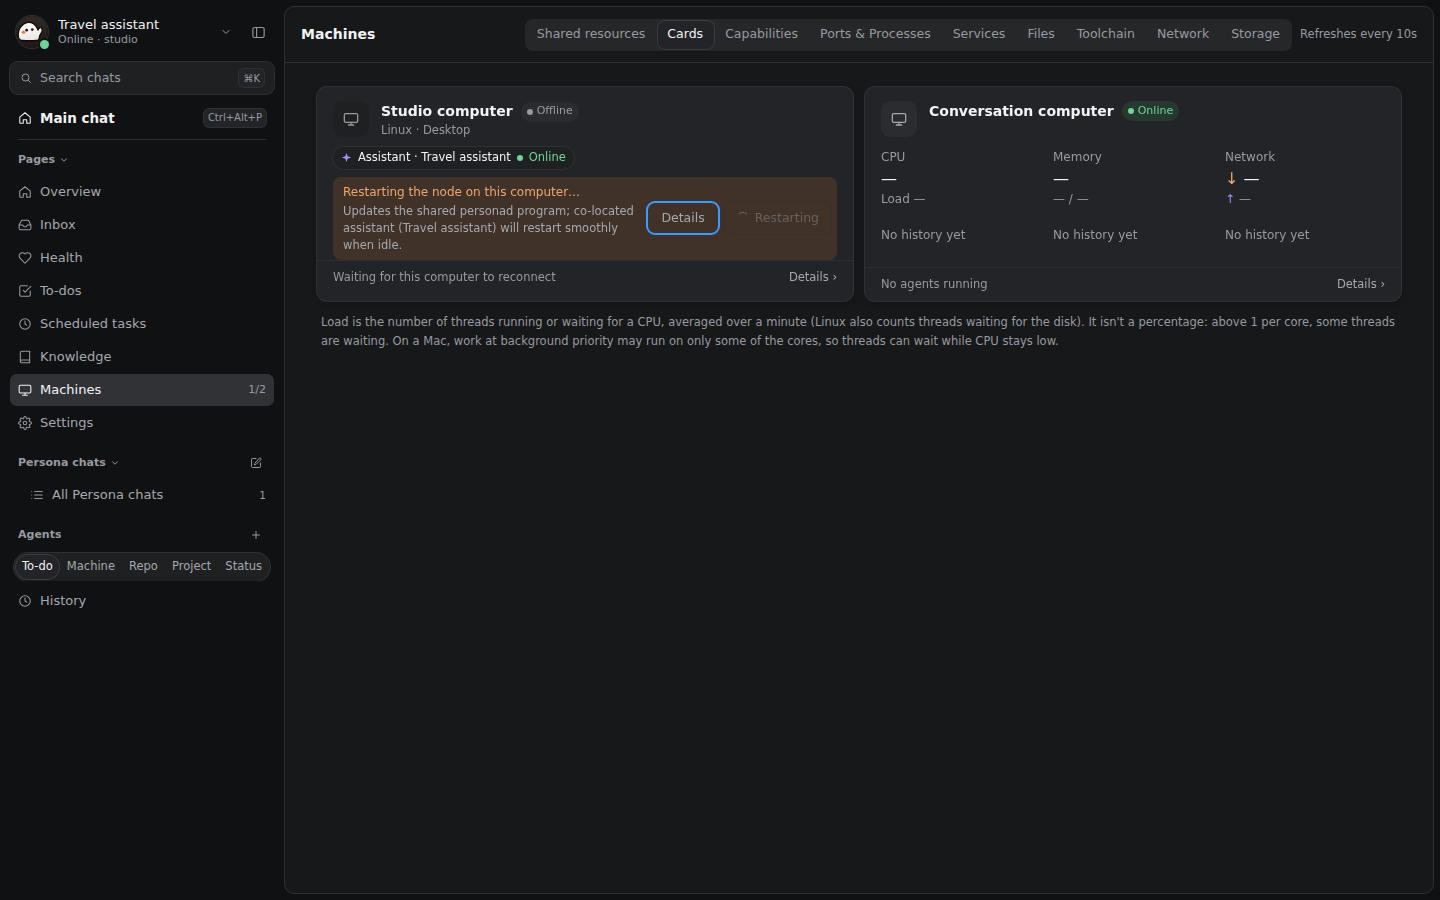 Travel assistant
Online · studio
Search chats
⌘K
Main chat
Ctrl+Alt+P
Pages
Overview
Inbox
Health
To-dos
Scheduled tasks
Knowledge
Machines
1/2
Settings
Persona chats
All Persona chats
1
Agents
To-do Machine Repo Project Status
History
Machines
Shared resources Cards Capabilities Ports & Processes Services Files Toolchain Network Storage
Refreshes every 10s
Studio computer
Offline
Linux · Desktop
Assistant · Travel assistant
Online
Restarting the node on this computer…
Updates the shared personad program; co-located
assistant (Travel assistant) will restart smoothly
when idle.
Details
Restarting
Waiting for this computer to reconnect
Details ›
Conversation computer
Online
CPU
—
Load —
No history yet
Memory
—
— / —
No history yet
Network
↓ —
↑ —
No history yet
No agents running
Details ›
Load is the number of threads running or waiting for a CPU, averaged over a minute (Linux also counts threads waiting for the disk). It isn't a percentage: above 1 per core, some threads
are waiting. On a Mac, work at background priority may run on only some of the cores, so threads can wait while CPU stays low.